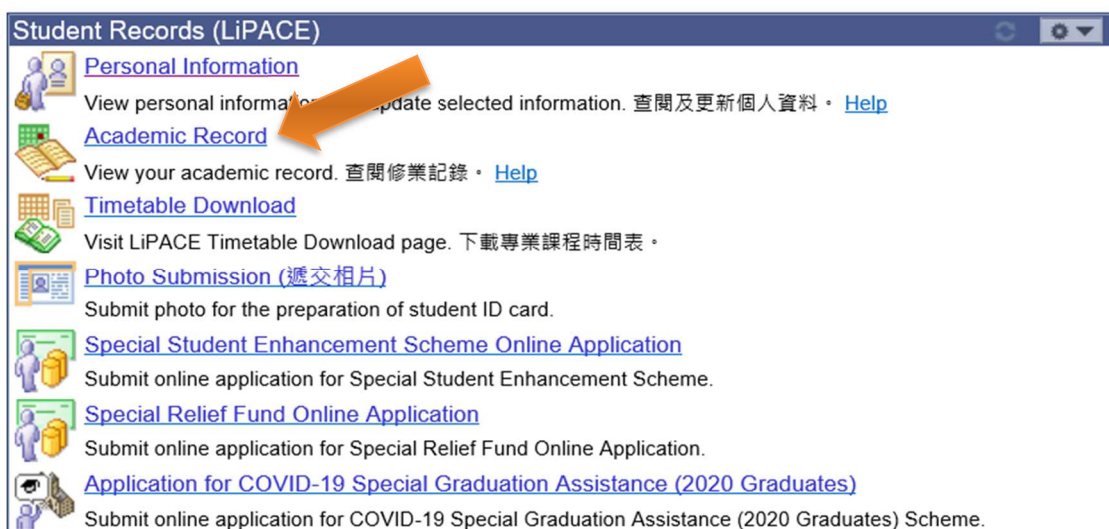 Student Records (LiPACE)
Personal Information
View personal information update selected information. 查閱及更新個人資料。 Help
Academic Record
View your academic record. 查閱修業記錄。 Help
Timetable Download
Visit LiPACE Timetable Download page. 下載專業課程時間表。
Photo Submission (遞交相片)
Submit photo for the preparation of student ID card.
Special Student Enhancement Scheme Online Application
Submit online application for Special Student Enhancement Scheme.
Special Relief Fund Online Application
Submit online application for Special Relief Fund Online Application.
Application for COVID-19 Special Graduation Assistance (2020 Graduates)
Submit online application for COVID-19 Special Graduation Assistance (2020 Graduates) Scheme.